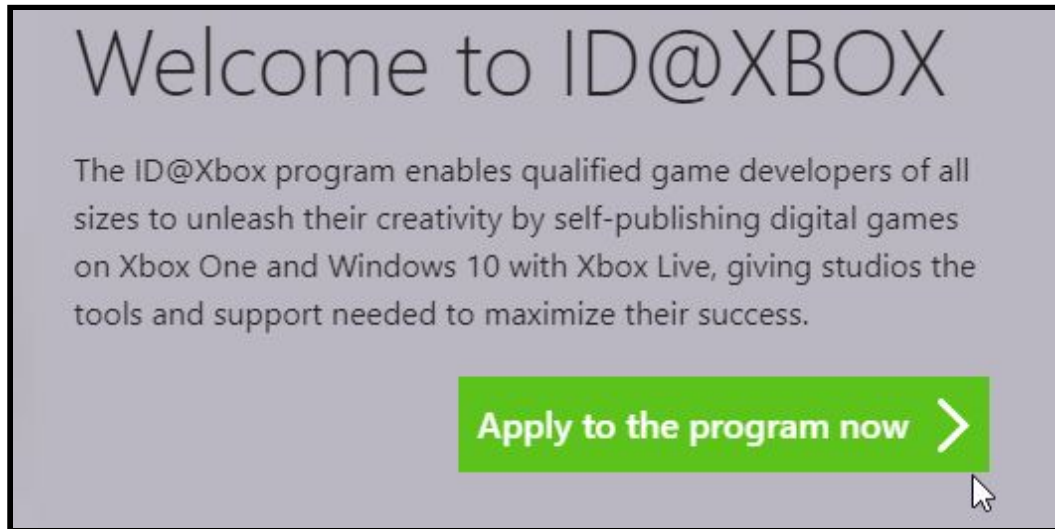 Welcome to ID@XBOX
The ID@Xbox program enables qualified game developers of all
sizes to unleash their creativity by self-publishing digital games
on Xbox One and Windows 10 with Xbox Live, giving studios the
tools and support needed to maximize their success.
Apply to the program now